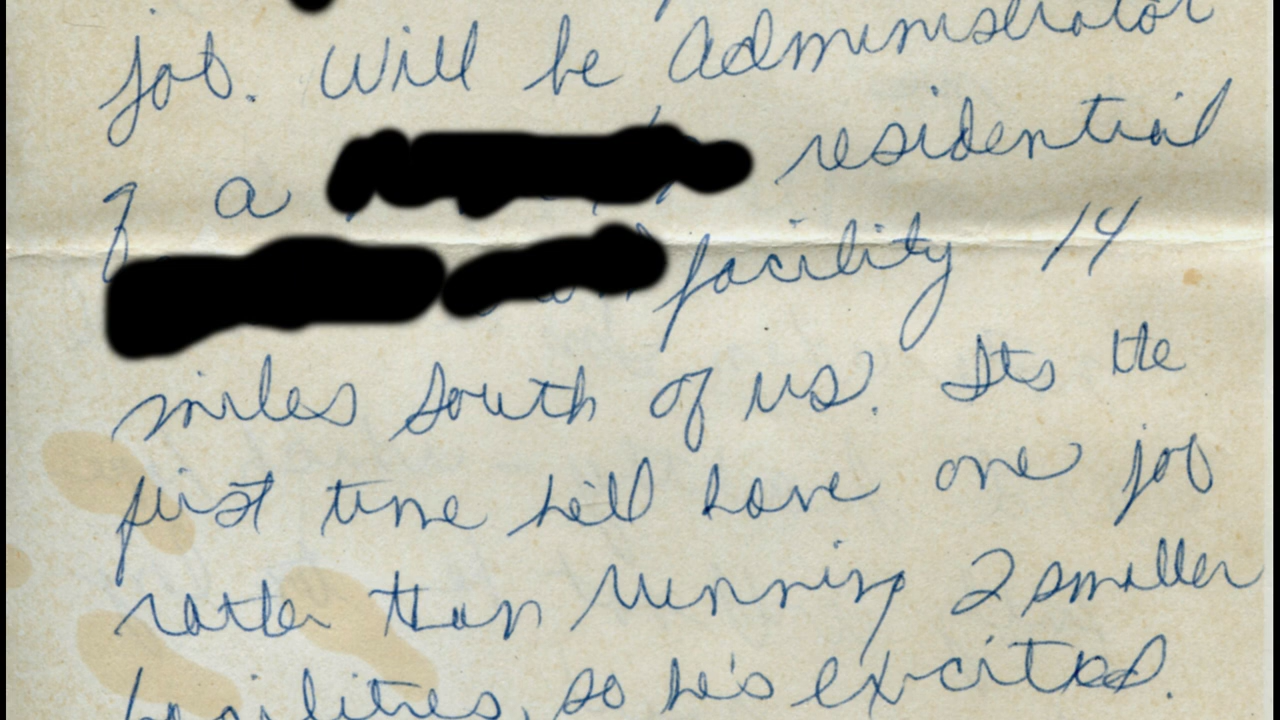 job. Will be administrator
of a residential
facility 14
miles south of us. Its the
first time he'll have one job
rather than running 2 smaller
facilities, so he's excited.